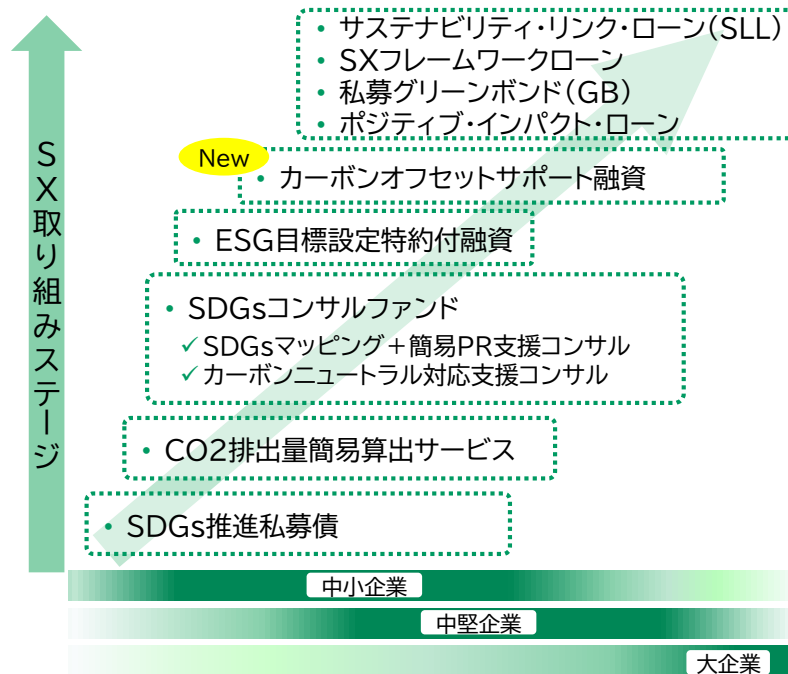 • サステナビリティ・リンク・ローン(SLL)
• SXフレームワークローン
• 私募グリーンボンド(GB)
• ポジティブ・インパクト・ローン
New
• カーボンオフセットサポート融資
• ESG目標設定特約付融資
• SDGsコンサルファンド
✓SDGsマッピング+簡易PR支援コンサル
✓カーボンニュートラル対応支援コンサル
• CO2排出量簡易算出サービス
• SDGs推進私募債
SX取り組みステージ
中小企業
中堅企業
大企業